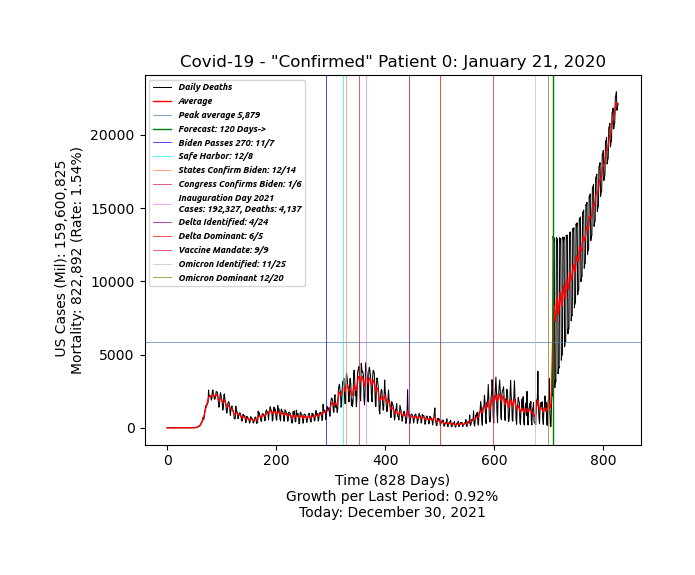 Covid-19 - "Confirmed" Patient 0: January 21, 2020
Daily Deaths
Average
Peak average 5,879
Forecast: 120 Days->
Biden Passes 270: 11/7
Safe Harbor: 12/8
States Confirm Biden: 12/14
Congress Confirms Biden: 1/6
Inauguration Day 2021
Cases: 192,327, Deaths: 4,137
Delta Identified: 4/24
Delta Dominant: 6/5
Vaccine Mandate: 9/9
Omicron Identified: 11/25
Omicron Dominant 12/20
US Cases (Mil): 159,600,825
Mortality: 822,892 (Rate: 1.54%)
20000
15000
10000
5000
0
0 200 400 600 800
Time (828 Days)
Growth per Last Period: 0.92%
Today: December 30, 2021